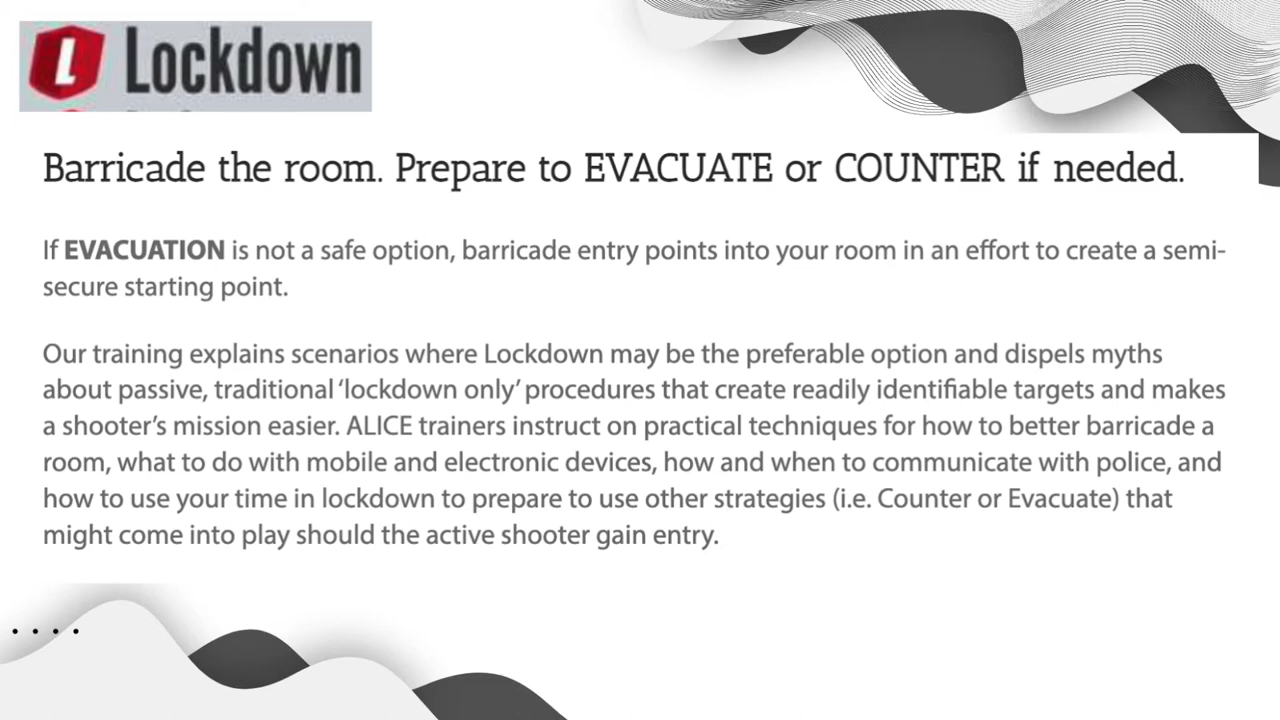 L Lockdown
Barricade the room. Prepare to EVACUATE or COUNTER if needed.
If EVACUATION is not a safe option, barricade entry points into your room in an effort to create a semi-
secure starting point.
Our training explains scenarios where Lockdown may be the preferable option and dispels myths
about passive, traditional ‘lockdown only’ procedures that create readily identifiable targets and makes
a shooter’s mission easier. ALICE trainers instruct on practical techniques for how to better barricade a
room, what to do with mobile and electronic devices, how and when to communicate with police, and
how to use your time in lockdown to prepare to use other strategies (i.e. Counter or Evacuate) that
might come into play should the active shooter gain entry.